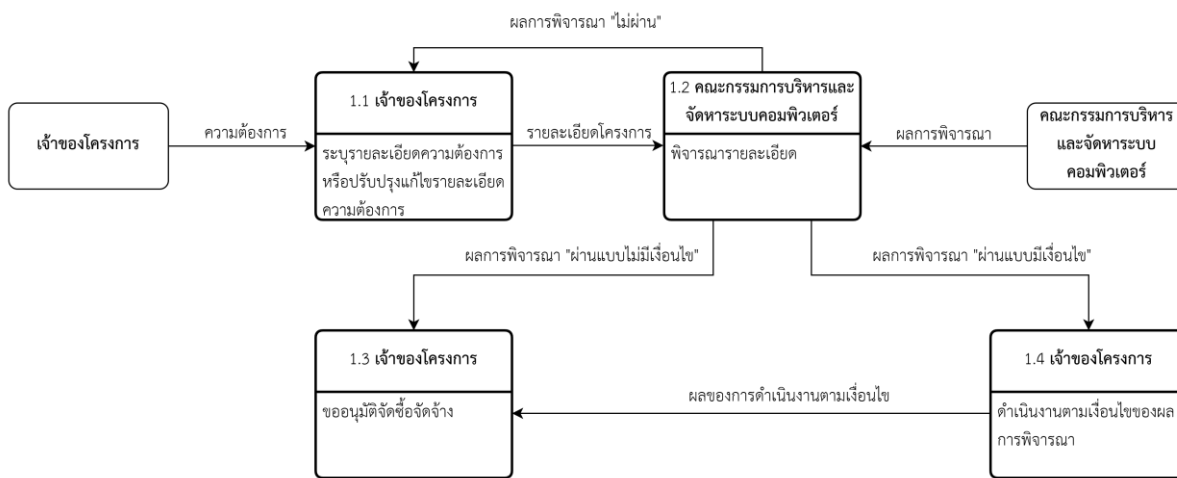 ผลการพิจารณา "ไม่ผ่าน"
เจ้าของโครงการ
ความต้องการ
1.1 เจ้าของโครงการ
ระบุรายละเอียดความต้องการ
หรือปรับปรุงแก้ไขรายละเอียด
ความต้องการ
รายละเอียดโครงการ
1.2 คณะกรรมการบริหารและ
จัดหาระบบคอมพิวเตอร์
พิจารณารายละเอียด
ผลการพิจารณา
คณะกรรมการบริหาร
และจัดหาระบบ
คอมพิวเตอร์
ผลการพิจารณา "ผ่านแบบไม่มีเงื่อนไข"
ผลการพิจารณา "ผ่านแบบมีเงื่อนไข"
1.3 เจ้าของโครงการ
ขออนุมัติจัดซื้อจัดจ้าง
ผลของการดำเนินงานตามเงื่อนไข
1.4 เจ้าของโครงการ
ดำเนินงานตามเงื่อนไขของผล
การพิจารณา